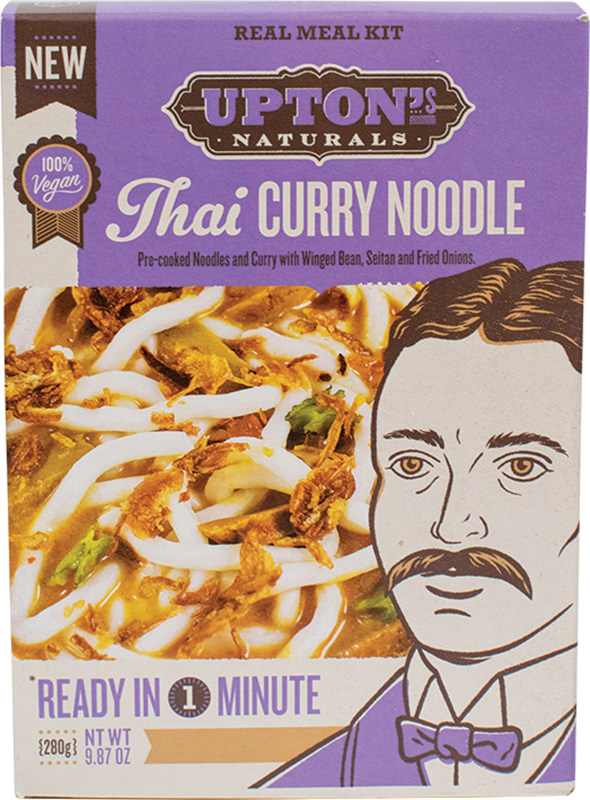 REAL MEAL KIT
NEW
UPTON'S
NATURALS
100%
Vegan
Thai CURRY NOODLE
Pre-cooked Noodles and Curry with Winged Bean, Seitan and Fried Onions.
*READY IN 1 MINUTE
{280g} NT WT
9.87 OZ